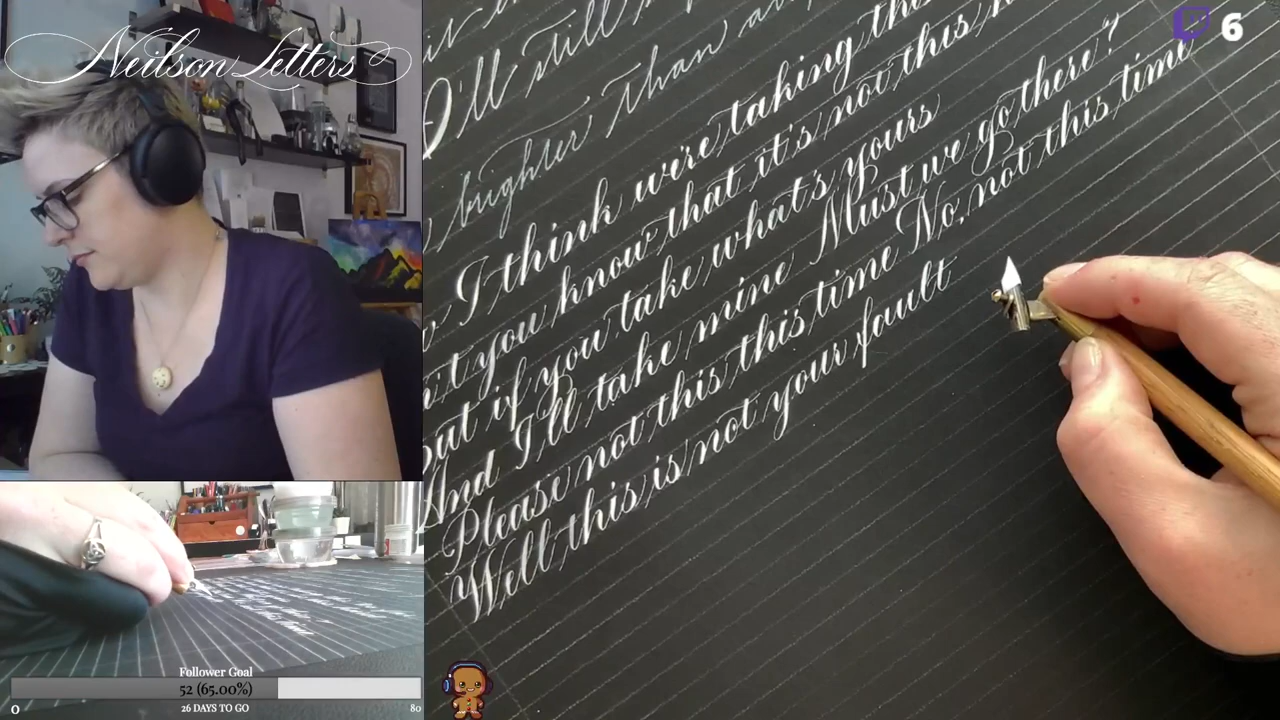 Neilson Letters
6
I'll still
brighter than
I think we're taking this
you know that it's not this
but if you take what's yours
And I'll take mine Must we go there?
Please not this this time No, not this time
Well this is not your fault
Follower Goal
52 (65.00%)
0 26 DAYS TO GO 80